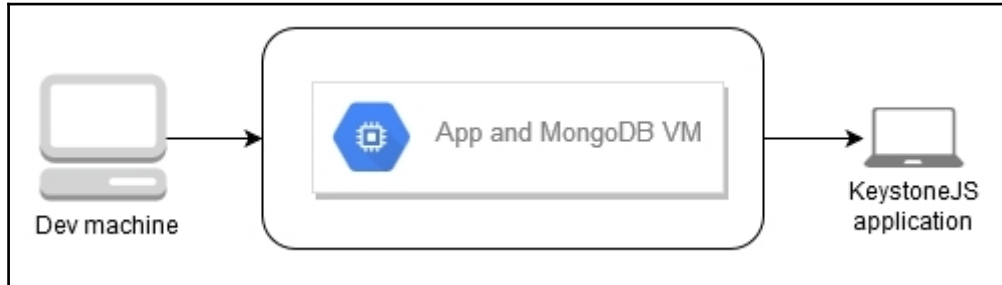 Dev machine
App and MongoDB VM
KeystoneJS
application